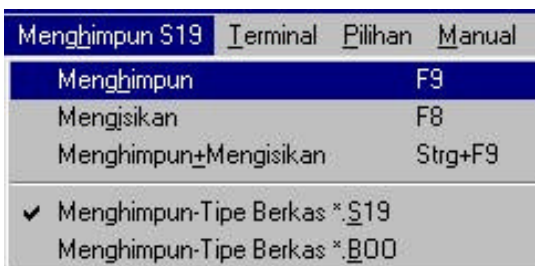 Menghimpun S19 Terminal Pilihan Manual
Menghimpun F9
Mengisikan F8
Menghimpun+Mengisikan Strg+F9
✔ Menghimpun-Tipe Berkas *.S19
Menghimpun-Tipe Berkas *.BOO